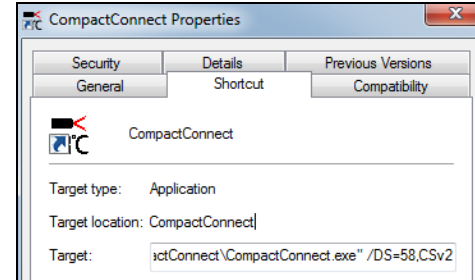 CompactConnect Properties
Security Details Previous Versions
General Shortcut Compatibility
°C CompactConnect
Target type: Application
Target location: CompactConnect
Target: actConnect\CompactConnect.exe" /DS=58,CSv2